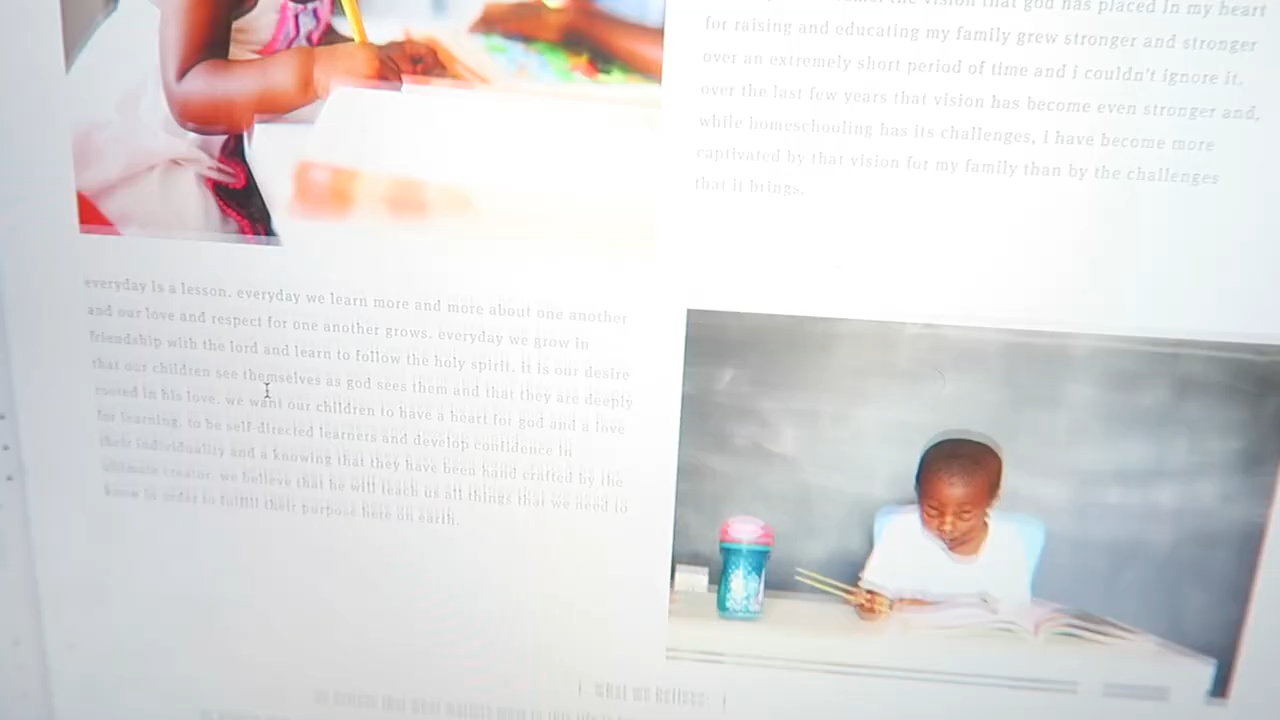 the vision that god has placed in my heart
for raising and educating my family grew stronger and stronger
over an extremely short period of time and i couldn't ignore it.
over the last few years that vision has become even stronger and,
while homeschooling has its challenges, i have become more
captivated by that vision for my family than by the challenges
that it brings.
everyday is a lesson. everyday we learn more and more about one another
and our love and respect for one another grows. everyday we grow in
friendship with the lord and learn to follow the holy spirit. it is our desire
that our children see themselves as god sees them and that they are deeply
rooted in his love. we want our children to have a heart for god and a love
for learning. to be self-directed learners and develop confidence in
their individuality and a knowing that they have been hand crafted by the
ultimate creator. we believe that he will teach us all things that we need to
know in order to fulfill their purpose here on earth.
| what we believe: |